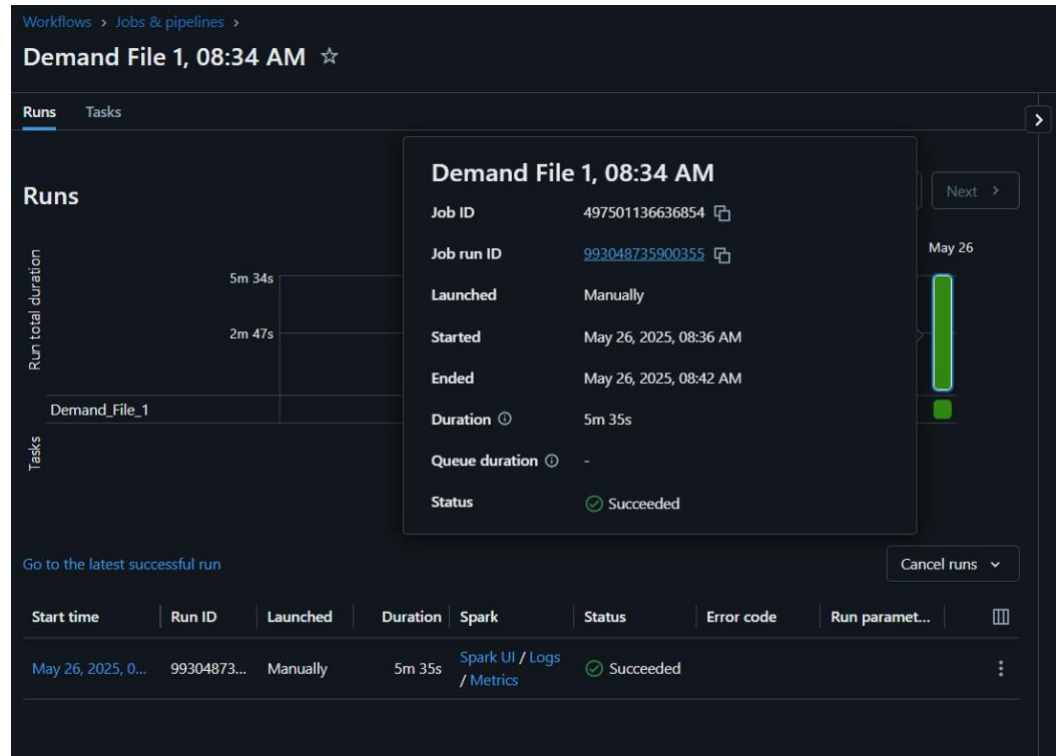 Workflows › Jobs & pipelines ›
Demand File 1, 08:34 AM
Runs Tasks
Runs
Next ›
Run total duration
5m 34s
2m 47s
May 26
Demand_File_1
Tasks
Demand File 1, 08:34 AM
Job ID 497501136636854
Job run ID 993048735900355
Launched Manually
Started May 26, 2025, 08:36 AM
Ended May 26, 2025, 08:42 AM
Duration 5m 35s
Queue duration -
Status Succeeded
Go to the latest successful run
Cancel runs
Start time Run ID Launched Duration Spark Status Error code Run paramet...
May 26, 2025, 0... 99304873... Manually 5m 35s Spark UI / Logs
/ Metrics Succeeded